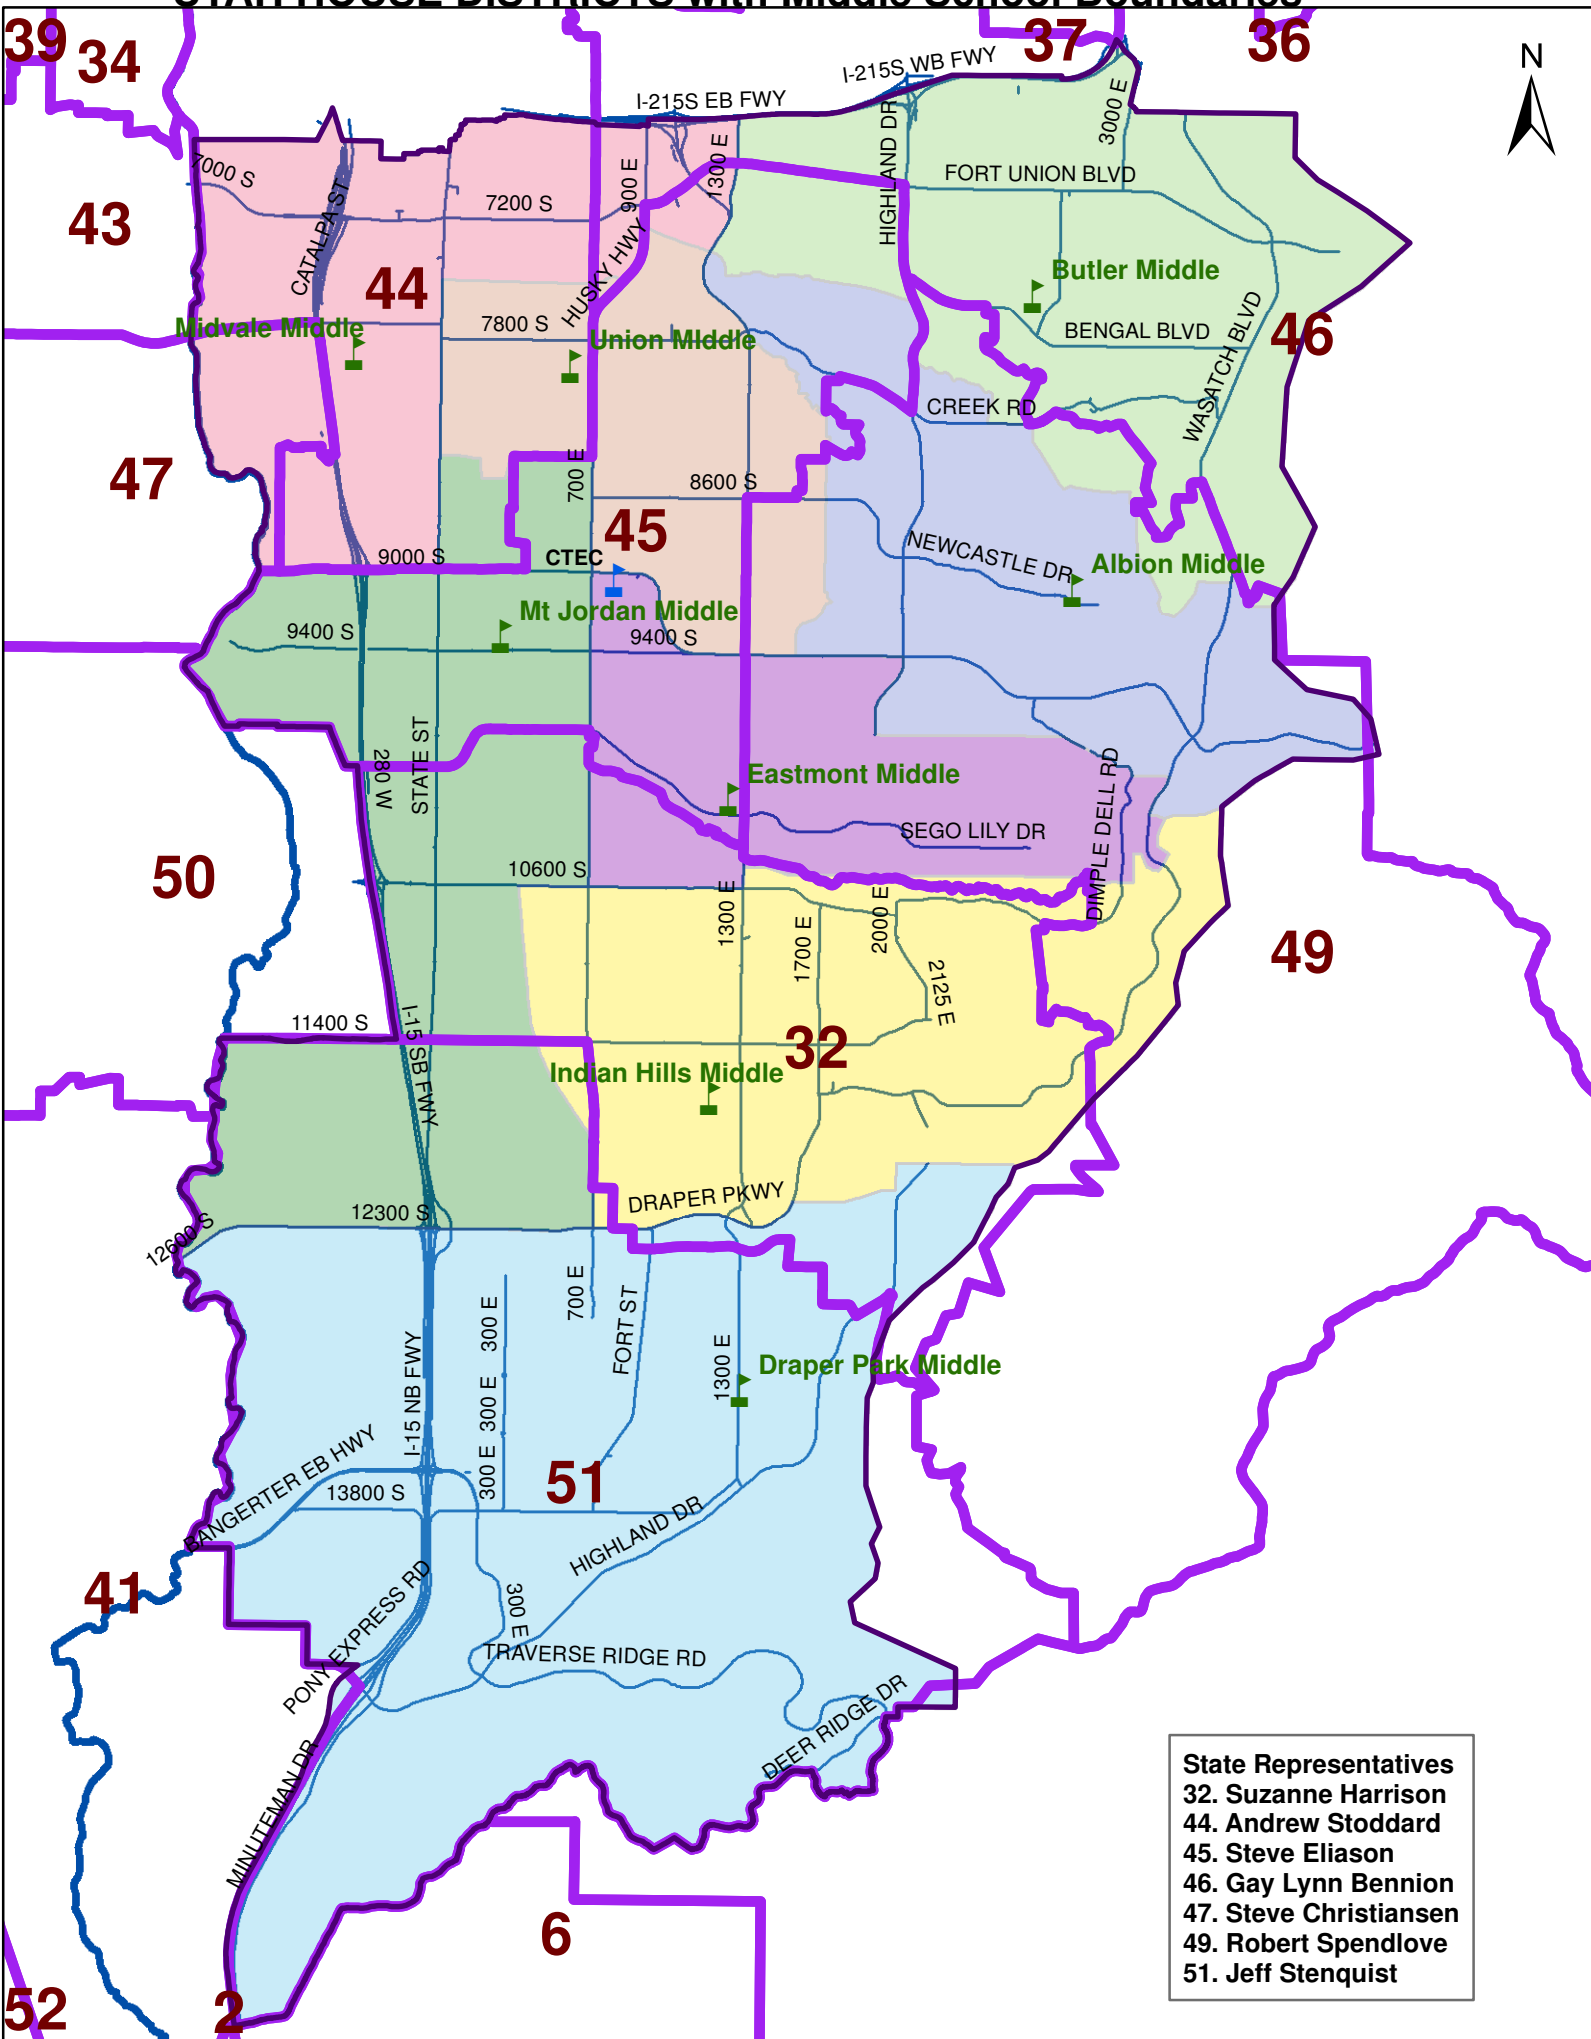 STAH HOUSE DISTRICTS with Middle School Boundaries
39
34
37
36
N
I-215S WB FWY
I-215S EB FWY
3000 E
HIGHLAND DR
1300 E
900 E
7000 S
FORT UNION BLVD
CATALPA ST
7200 S
43
44
HUSKY HWY
Butler Middle
Midvale Middle
7800 S
Union MIddle
BENGAL BLVD
WASATCH BLVD
46
CREEK RD
47
700 E
8600 S
45
9000 S
CTEC
NEWCASTLE DR
Albion Middle
Mt Jordan Middle
9400 S
9400 S
280 W
STATE ST
Eastmont Middle
DIMPLE DELL RD
SEGO LILY DR
50
10600 S
1300 E
1700 E
2000 E
2125 E
49
11400 S
I-15 SB FWY
32
Indian Hills Middle
DRAPER PKWY
12300 S
12600 S
700 E
300 E
FORT ST
1300 E
I-15 NB FWY
Draper Park Middle
300 E
300 E
BANGERTER EB HWY
13800 S
51
HIGHLAND DR
41
PONY EXPRESS RD
300 E
TRAVERSE RIDGE RD
DEER RIDGE DR
MINUTEMAN DR
State Representatives
32. Suzanne Harrison
44. Andrew Stoddard
45. Steve Eliason
46. Gay Lynn Bennion
47. Steve Christiansen
49. Robert Spendlove
51. Jeff Stenquist
6
52
2